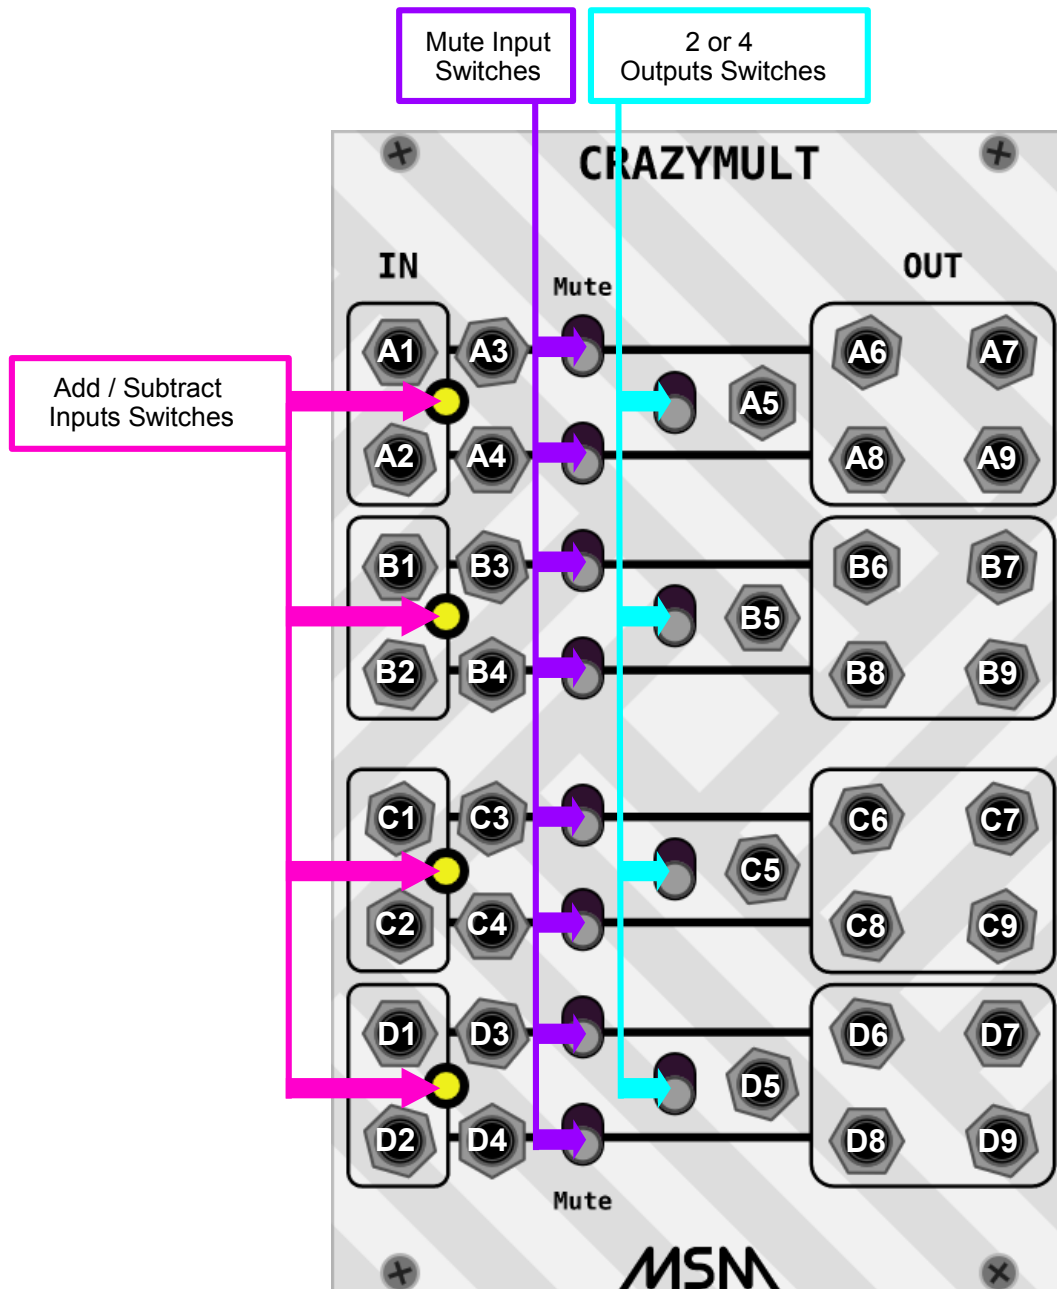 Mute Input
Switches
2 or 4
Outputs Switches
CRAZYMULT
IN
OUT
Mute
A1 A3 A6 A7
Add / Subtract
Inputs Switches
A5
A2 A4 A8 A9
B1 B3 B6 B7
B5
B2 B4 B8 B9
C1 C3 C6 C7
C5
C2 C4 C8 C9
D1 D3 D6 D7
D5
D2 D4 D8 D9
Mute
MSM